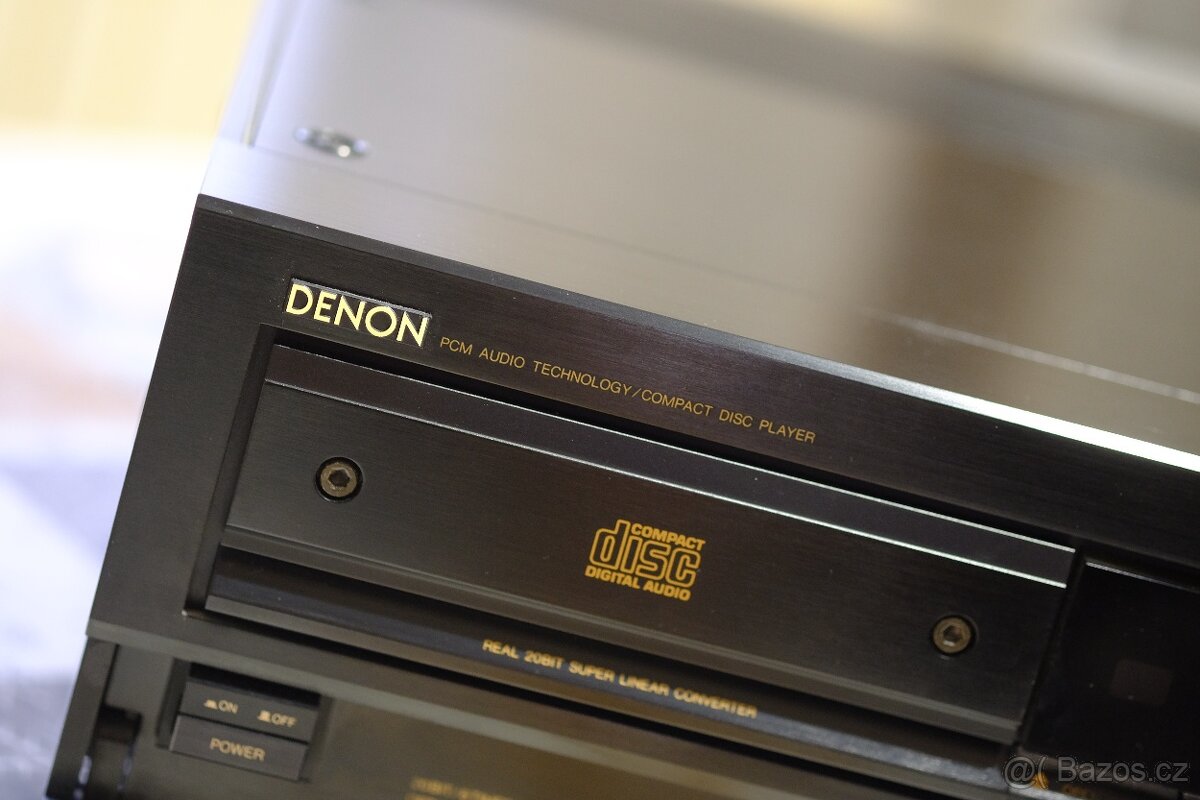 DENON
PCM AUDIO TECHNOLOGY/COMPACT DISC PLAYER
COMPACT
disc
DIGITAL AUDIO
REAL 20BIT SUPER LINEAR CONVERTER
ON OFF
POWER
@ Bazos.cz